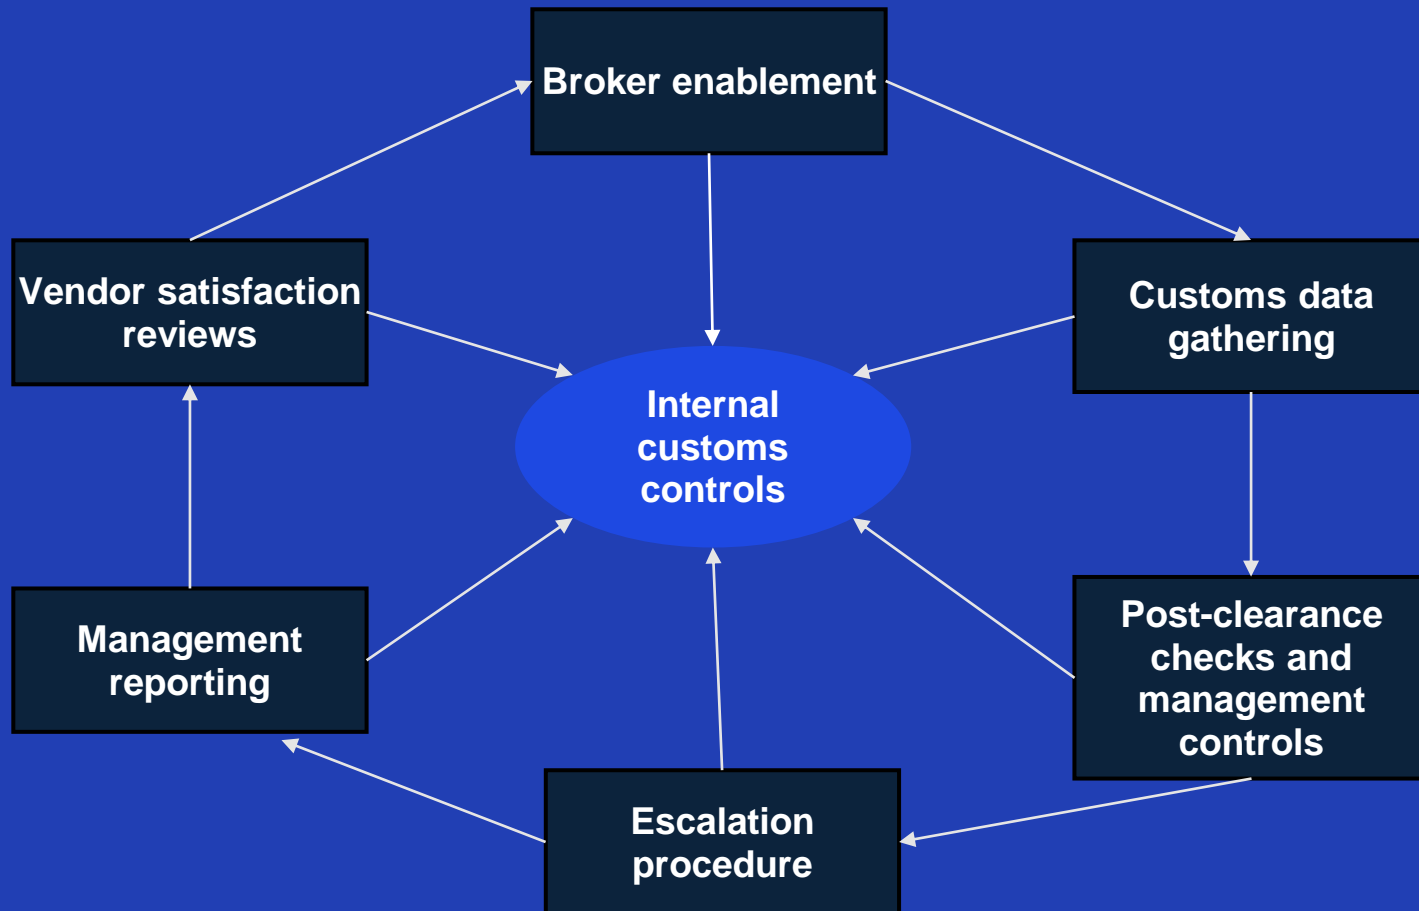 Broker enablement
Vendor satisfaction
reviews
Customs data
gathering
Internal
customs
controls
Management
reporting
Post-clearance
checks and
management
controls
Escalation
procedure